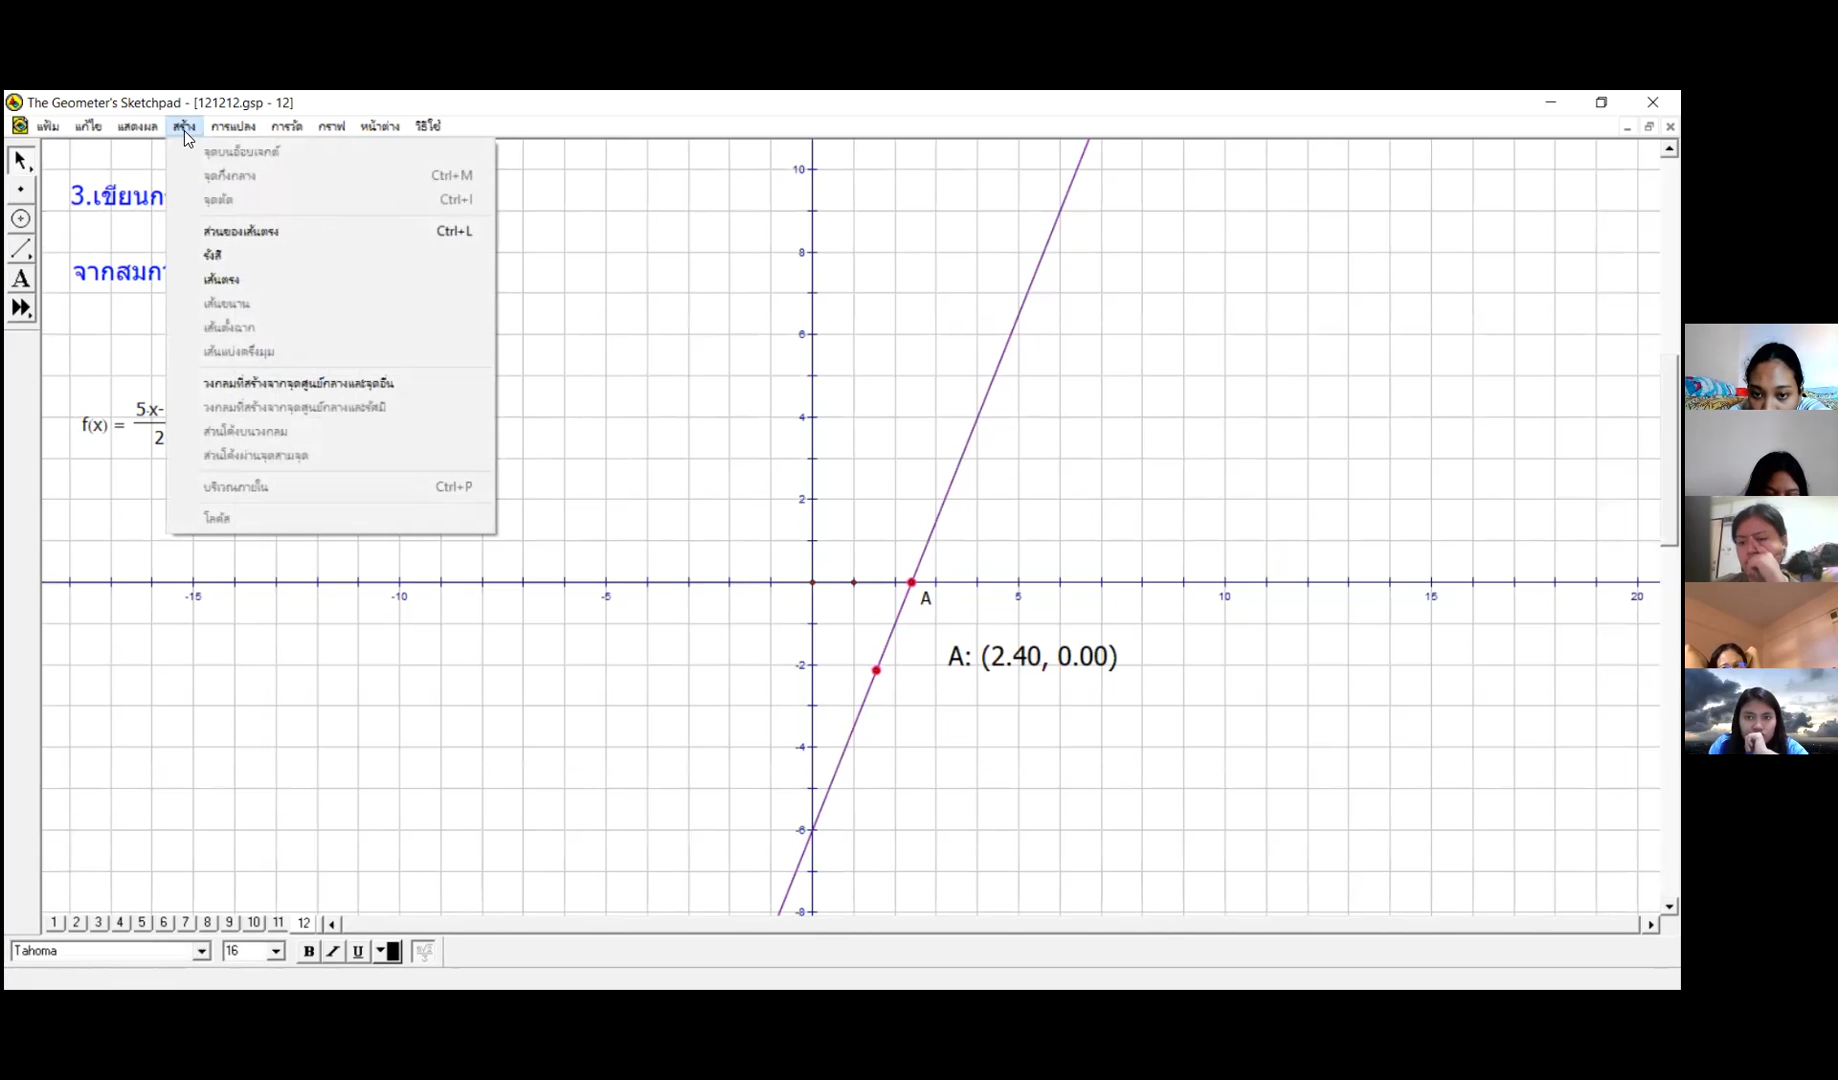 The Geometer's Sketchpad - [121212.gsp - 12]
แฟ้ม แก้ไข แสดงผล สร้าง การแปลง การวัด กราฟ หน้าต่าง วิธีใช้
จุดบนอ็อบเจกต์
จุดกึ่งกลาง Ctrl+M
จุดตัด Ctrl+I
ส่วนของเส้นตรง Ctrl+L
รังสี
เส้นตรง
เส้นขนาน
เส้นตั้งฉาก
เส้นแบ่งครึ่งมุม
วงกลมที่สร้างจากจุดศูนย์กลางและจุดอื่น
วงกลมที่สร้างจากจุดศูนย์กลางและรัศมี
ส่วนโค้งบนวงกลม
ส่วนโค้งผ่านจุดสามจุด
บริเวณภายใน Ctrl+P
โลคัส
A
3.เขียนก
จากสมกา
f(x) = 5·x-
2
10
8
6
4
2
-15 -10 -5 5 10 15 20
A
A: (2.40, 0.00)
-2
-4
-6
-8
1 2 3 4 5 6 7 8 9 10 11 12
Tahoma 16 B I U